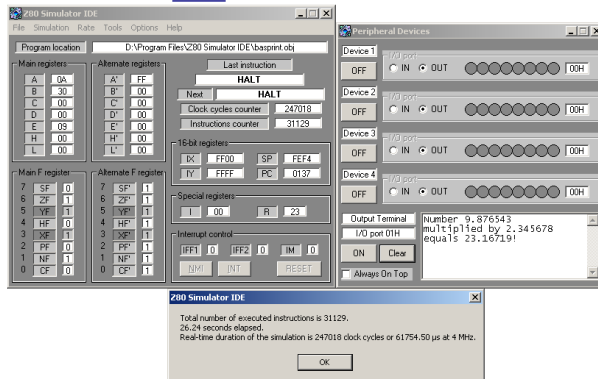 Z80 Simulator IDE
File Simulation Rate Tools Options Help
Program location D:\Program Files\Z80 Simulator IDE\basprint.obj
Main registers
A 0A
B 30
C 00
D 00
E 09
H 00
L 00
Alternate registers
A' FF
B' 00
C' 00
D' 00
E' 00
H' 00
L' 00
Last instruction
HALT
Next HALT
Clock cycles counter 247018
Instructions counter 31129
16-bit registers
IX FF00 SP FEF4
IY FFFF PC 0137
Main F register
7 SF 0
6 ZF 1
5 YF 1
4 HF 0
3 XF 1
2 PF 0
1 NF 1
0 CF 0
Alternate F register
7 SF' 1
6 ZF' 1
5 YF' 1
4 HF' 1
3 XF' 1
2 PF' 1
1 NF' 1
0 CF' 1
Special registers
I 00 R 23
Interrupt control
IFF1 0 IFF2 0 IM 0
NMI INT RESET
Peripheral Devices
Device 1
I/O port
OFF IN OUT 00H
Device 2
I/O port
OFF IN OUT 00H
Device 3
I/O port
OFF IN OUT 00H
Device 4
I/O port
OFF IN OUT 00H
Output Terminal
I/O port 01H
ON Clear
Always On Top
Number 9.876543
multiplied by 2.345678
equals 23.16719!
Z80 Simulator IDE
Total number of executed instructions is 31129.
26.24 seconds elapsed.
Real-time duration of the simulation is 247018 clock cycles or 61754.50 µs at 4 MHz.
OK